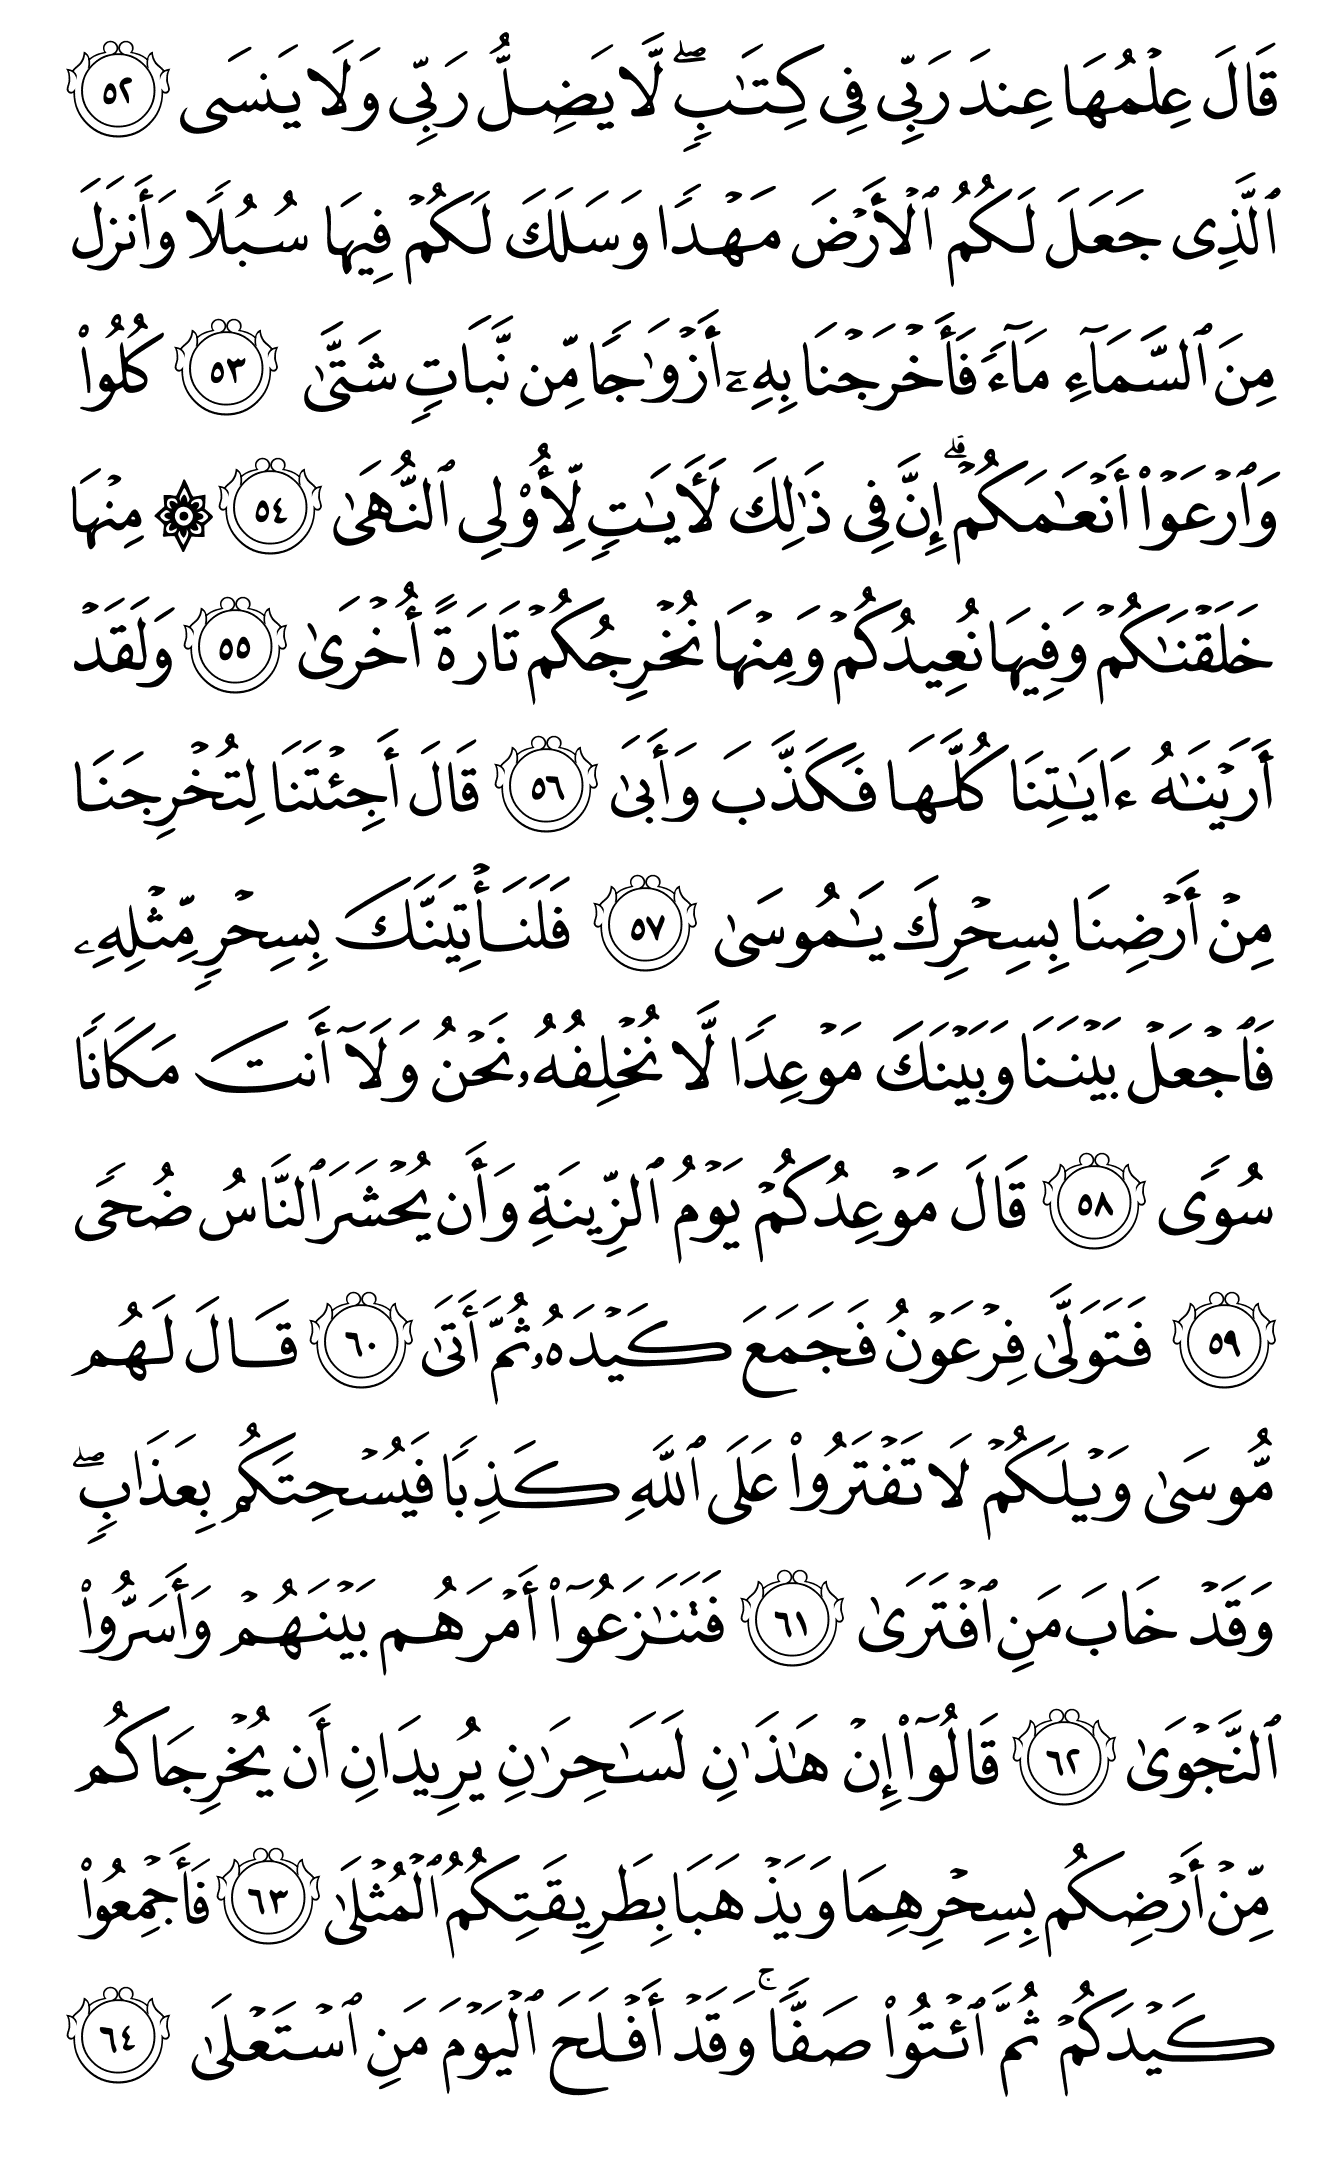 قَالَ عِلْمُهَا عِندَ رَبِّي فِي كِتَٰبٍۖ لَّا يَضِلُّ رَبِّي وَلَا يَنسَى ٥٢
ٱلَّذِي جَعَلَ لَكُمُ ٱلْأَرْضَ مَهْدًا وَسَلَكَ لَكُمْ فِيهَا سُبُلًا وَأَنزَلَ
مِنَ ٱلسَّمَآءِ مَآءً فَأَخْرَجْنَا بِهِۦٓ أَزْوَٰجًا مِّن نَّبَاتٍ شَتَّىٰ ٥٣ كُلُوا۟
وَٱرْعَوْا۟ أَنْعَٰمَكُمْۗ إِنَّ فِي ذَٰلِكَ لَأٓيَٰتٍ لِّأُو۟لِي ٱلنُّهَىٰ ٥٤ ۞ مِنْهَا
خَلَقْنَٰكُمْ وَفِيهَا نُعِيدُكُمْ وَمِنْهَا نُخْرِجُكُمْ تَارَةً أُخْرَىٰ ٥٥ وَلَقَدْ
أَرَيْنَٰهُ ءَايَٰتِنَا كُلَّهَا فَكَذَّبَ وَأَبَىٰ ٥٦ قَالَ أَجِئْتَنَا لِتُخْرِجَنَا
مِنْ أَرْضِنَا بِسِحْرِكَ يَٰمُوسَىٰ ٥٧ فَلَنَأْتِيَنَّكَ بِسِحْرٍ مِّثْلِهِۦ
فَٱجْعَلْ بَيْنَنَا وَبَيْنَكَ مَوْعِدًا لَّا نُخْلِفُهُۥ نَحْنُ وَلَآ أَنتَ مَكَانًا
سُوًى ٥٨ قَالَ مَوْعِدُكُمْ يَوْمُ ٱلزِّينَةِ وَأَن يُحْشَرَ ٱلنَّاسُ ضُحًى
٥٩ فَتَوَلَّىٰ فِرْعَوْنُ فَجَمَعَ كَيْدَهُۥ ثُمَّ أَتَىٰ ٦٠ قَالَ لَهُم
مُّوسَىٰ وَيْلَكُمْ لَا تَفْتَرُوا۟ عَلَى ٱللَّهِ كَذِبًا فَيُسْحِتَكُم بِعَذَابٍۖ
وَقَدْ خَابَ مَنِ ٱفْتَرَىٰ ٦١ فَتَنَٰزَعُوٓا۟ أَمْرَهُم بَيْنَهُمْ وَأَسَرُّوا۟
ٱلنَّجْوَىٰ ٦٢ قَالُوٓا۟ إِنْ هَٰذَٰنِ لَسَٰحِرَٰنِ يُرِيدَانِ أَن يُخْرِجَاكُم
مِّنْ أَرْضِكُم بِسِحْرِهِمَا وَيَذْهَبَا بِطَرِيقَتِكُمُ ٱلْمُثْلَىٰ ٦٣ فَأَجْمِعُوا۟
كَيْدَكُمْ ثُمَّ ٱئْتُوا۟ صَفًّاۚ وَقَدْ أَفْلَحَ ٱلْيَوْمَ مَنِ ٱسْتَعْلَىٰ ٦٤